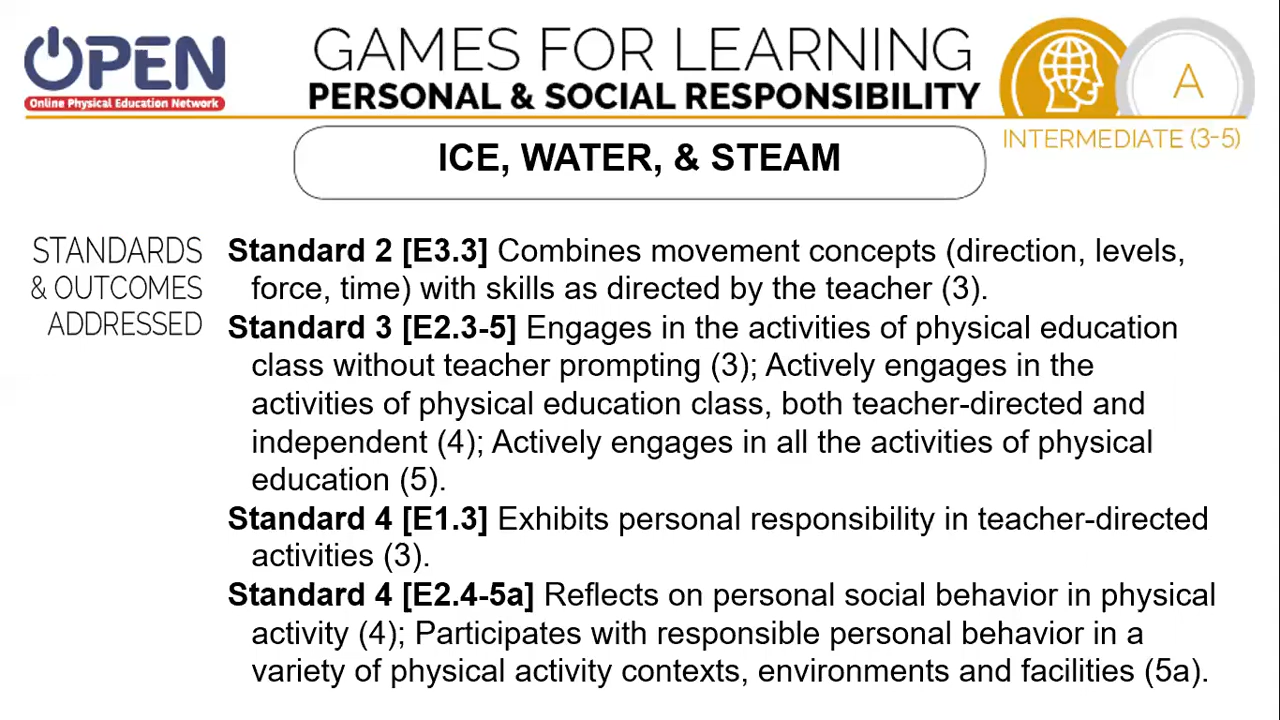 OPEN
Online Physical Education Network
GAMES FOR LEARNING
PERSONAL & SOCIAL RESPONSIBILITY
A
INTERMEDIATE (3-5)
ICE, WATER, & STEAM
STANDARDS
& OUTCOMES
ADDRESSED
Standard 2 [E3.3] Combines movement concepts (direction, levels,
force, time) with skills as directed by the teacher (3).
Standard 3 [E2.3-5] Engages in the activities of physical education
class without teacher prompting (3); Actively engages in the
activities of physical education class, both teacher-directed and
independent (4); Actively engages in all the activities of physical
education (5).
Standard 4 [E1.3] Exhibits personal responsibility in teacher-directed
activities (3).
Standard 4 [E2.4-5a] Reflects on personal social behavior in physical
activity (4); Participates with responsible personal behavior in a
variety of physical activity contexts, environments and facilities (5a).